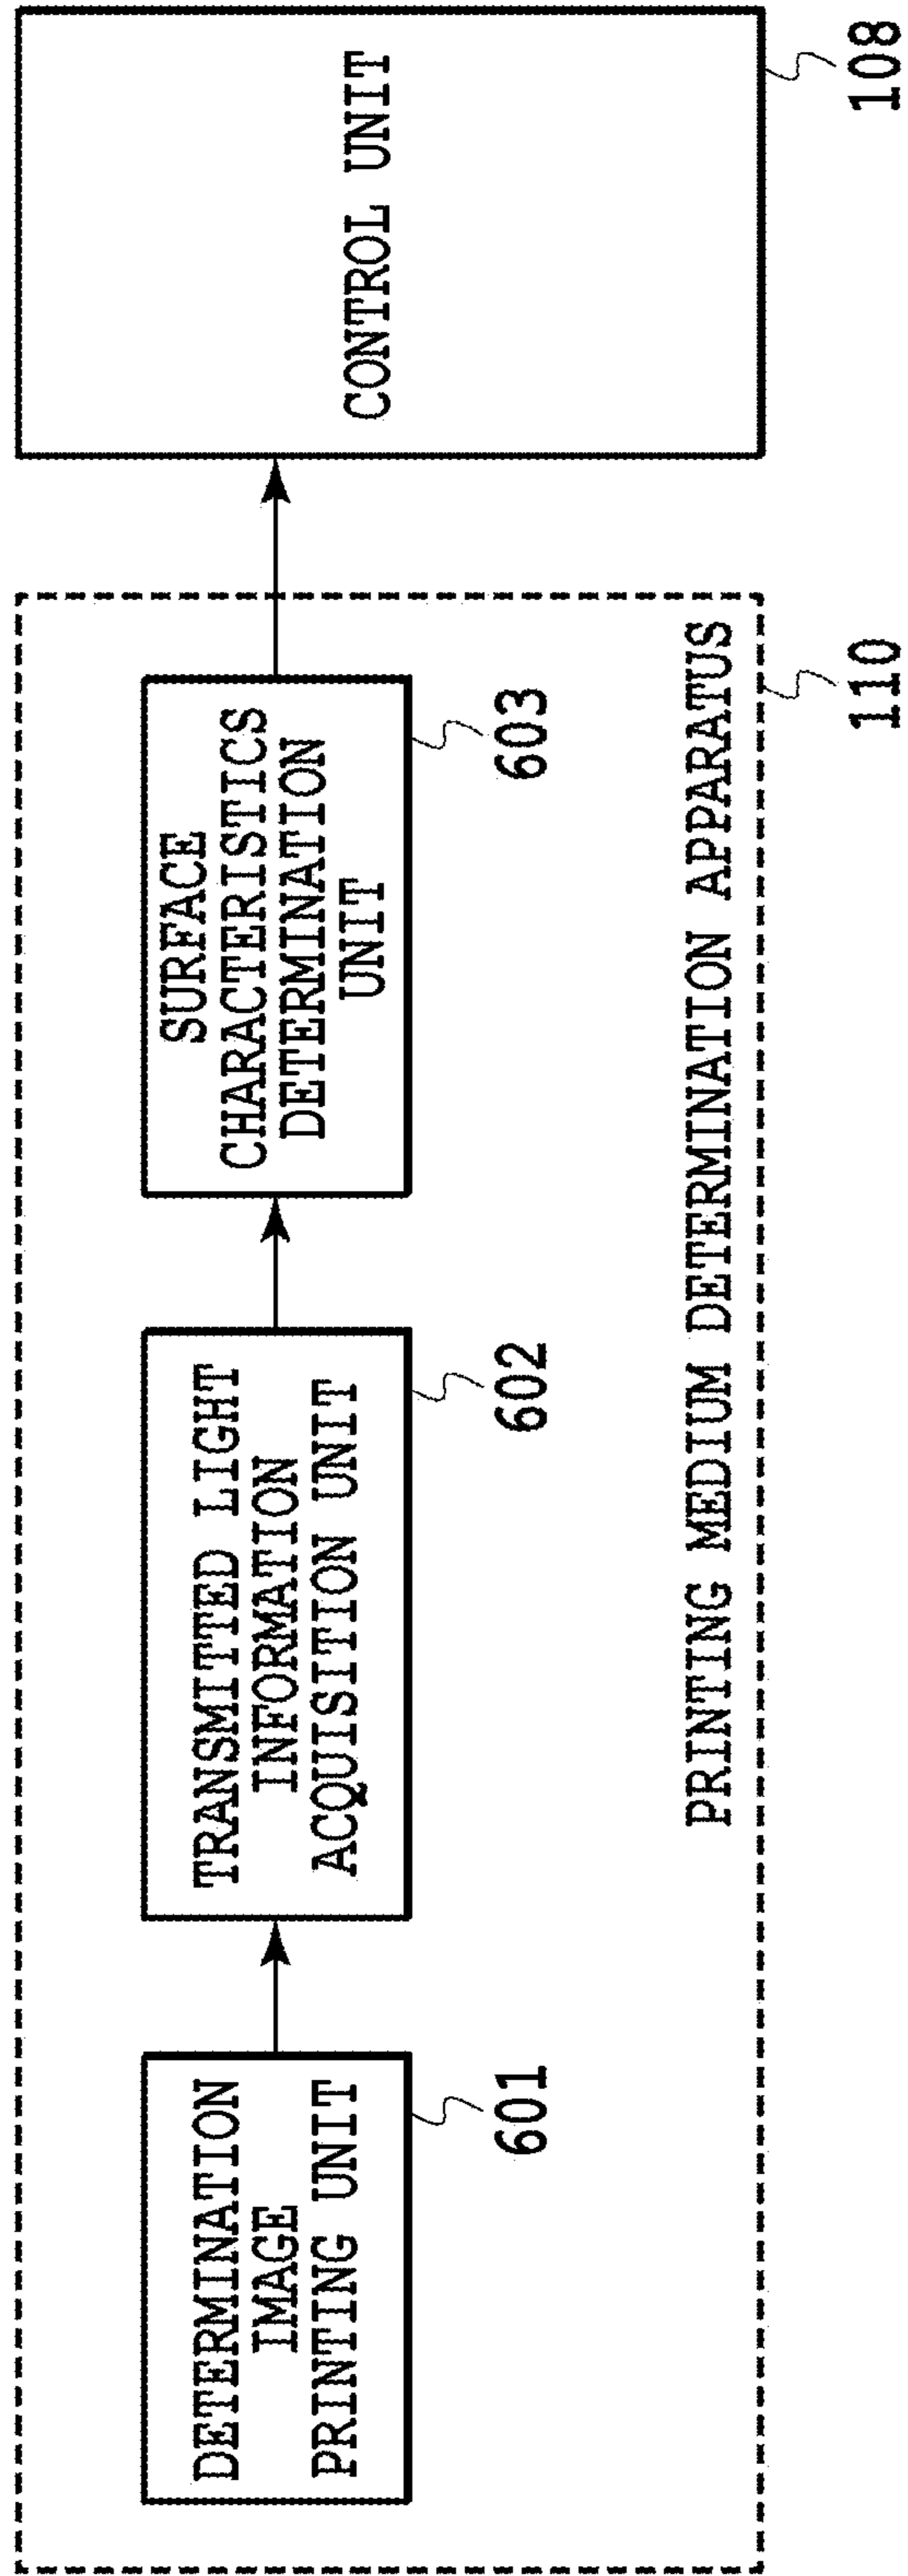 DETERMINATION
IMAGE
PRINTING UNIT
601
TRANSMITTED LIGHT
INFORMATION
ACQUISITION UNIT
602
SURFACE
CHARACTERISTICS
DETERMINATION
UNIT
603
PRINTING MEDIUM DETERMINATION APPARATUS
110
CONTROL UNIT
108